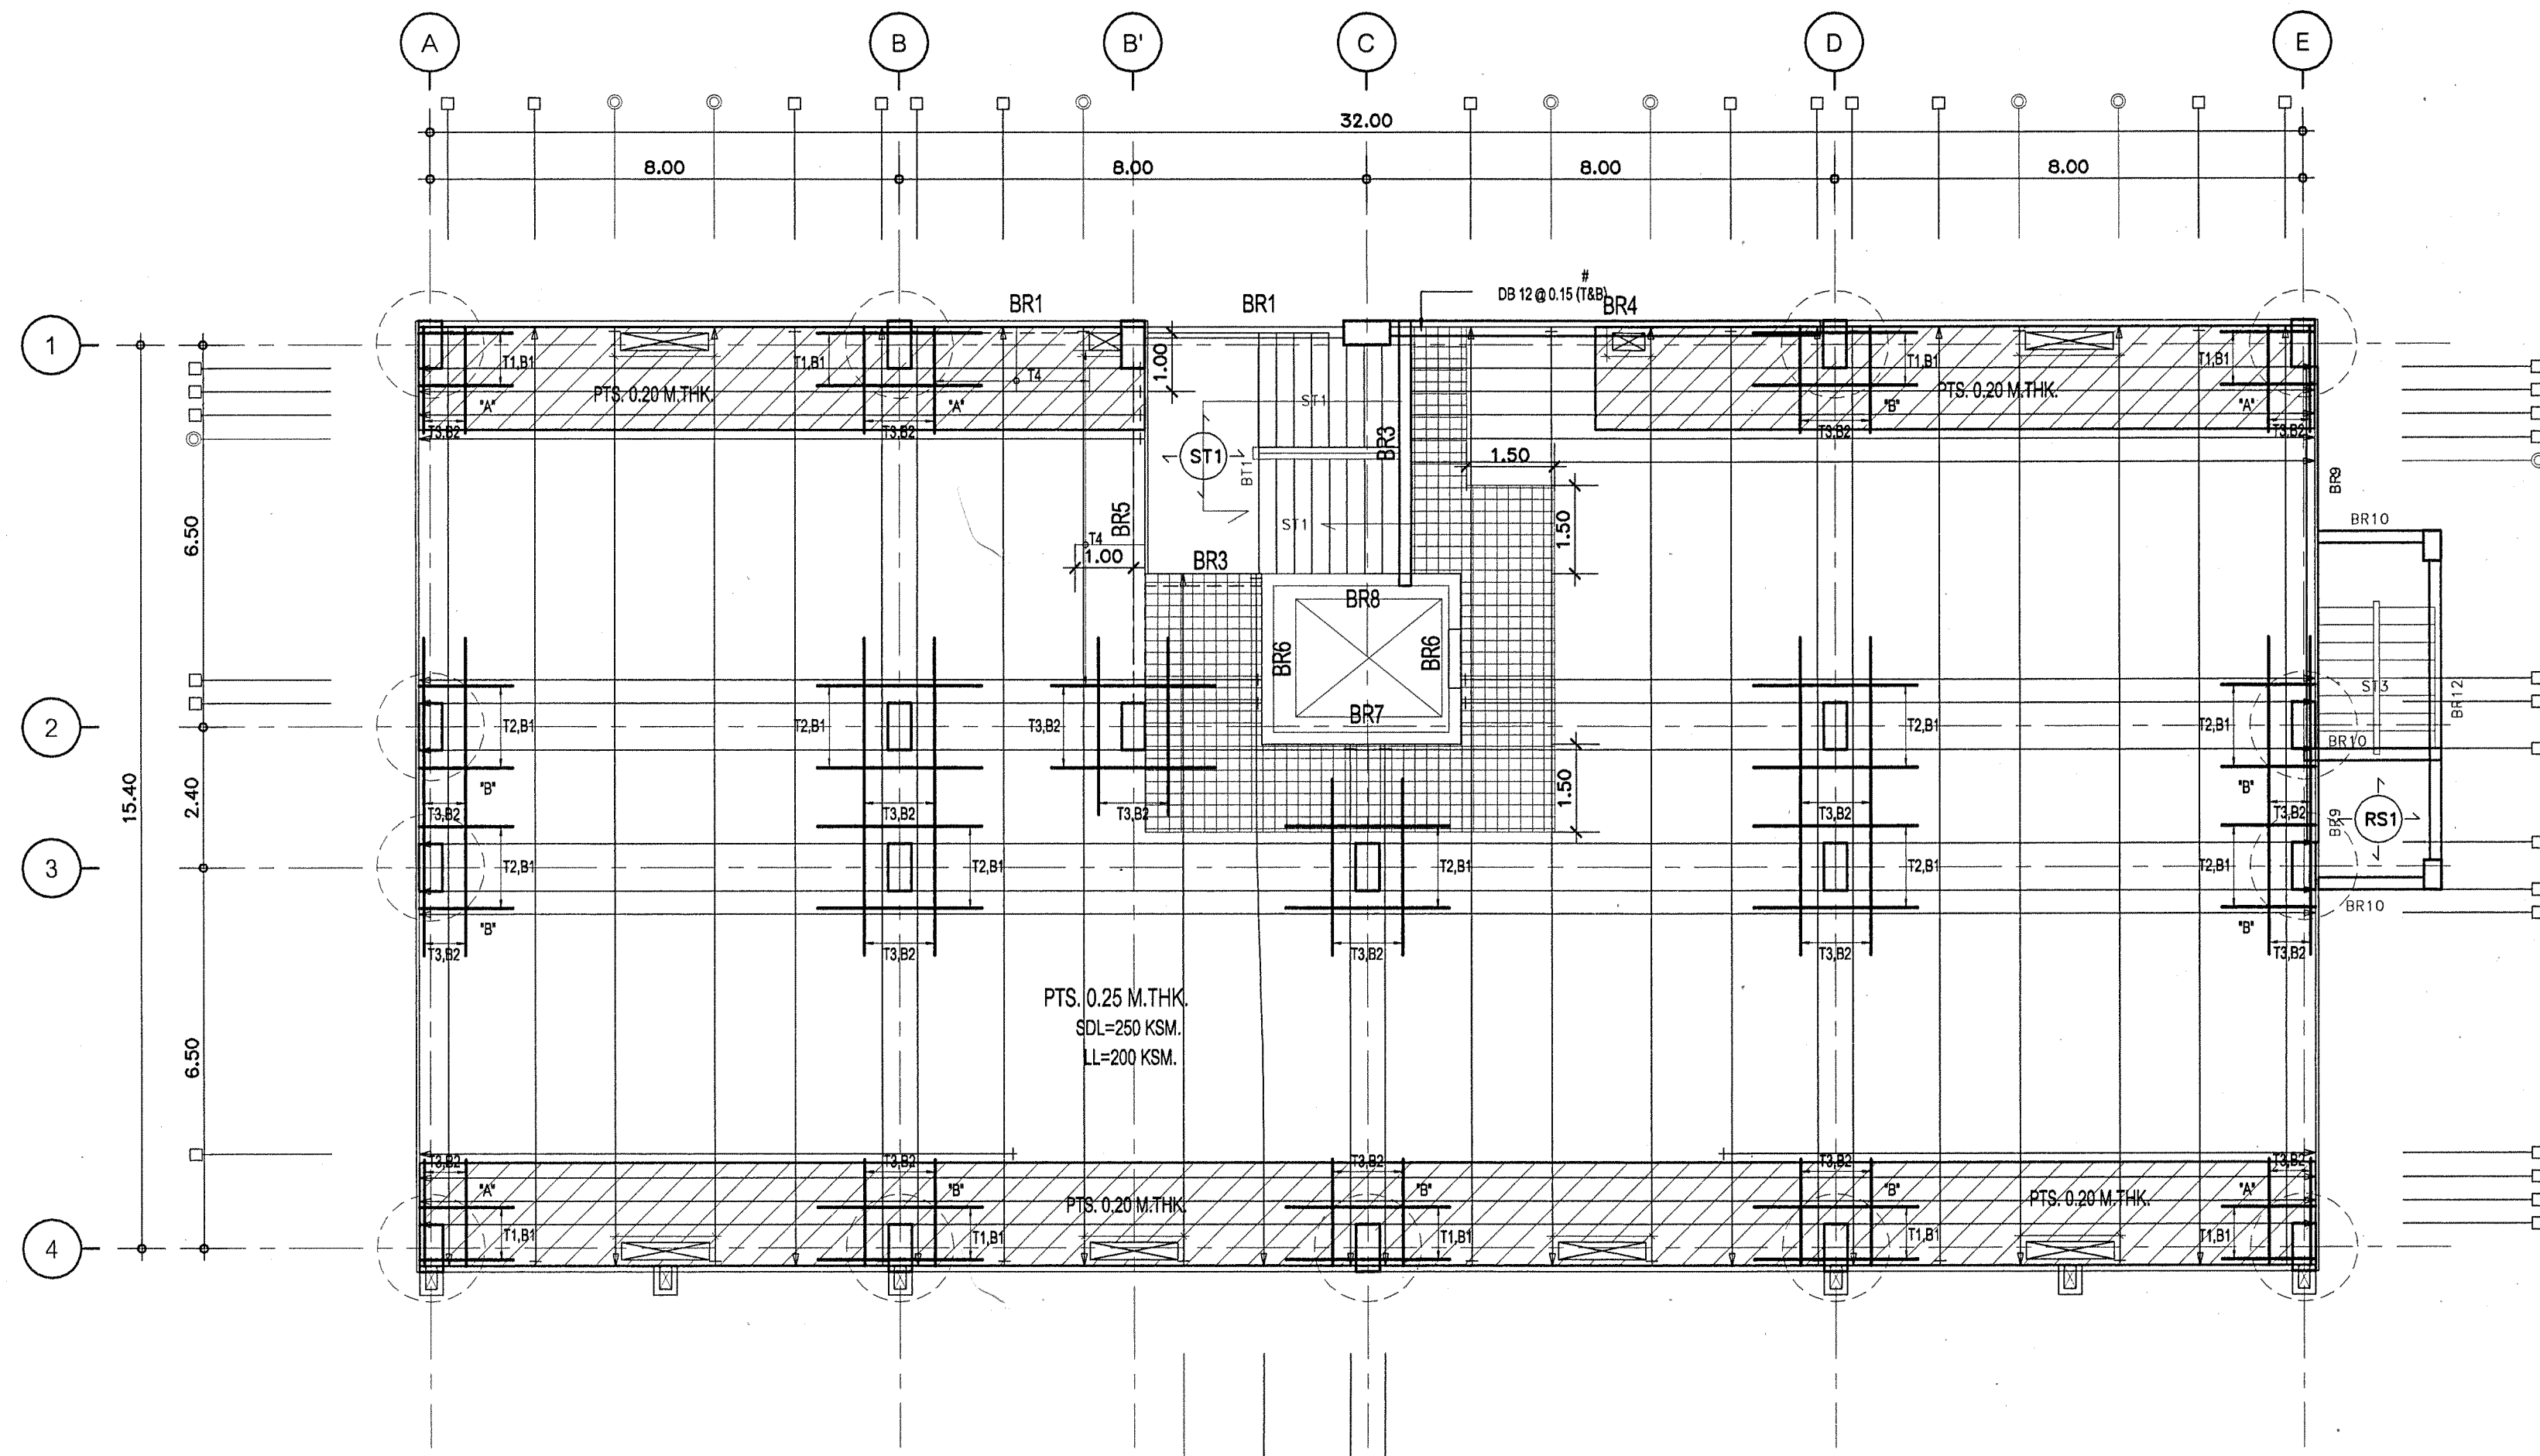 A B B' C D E
32.00
8.00 8.00 8.00 8.00
#
DB 12 @ 0.15 (T&B)
BR1 BR1 BR4
1
T1,B1 T1,B1 T1,B1 T1,B1
1.00
T4
PTS. 0.20 M.THK. PTS. 0.20 M.THK.
"A" "A" "B" "A"
ST1
T3,B2 T3,B2 T3,B2 T3,B2
BR3
ST1
1.50
BT1
BR9
BR5
ST1
1.50
BR10
6.50
T4
1.00
BR3
BR8
BR6 BR6
ST3
BR12
BR7
2
T2,B1 T2,B1 T3,B2 T2,B1 T2,B1
BR10
"B" "B"
15.40
2.40
1.50
T3,B2 T3,B2 T3,B2 T3,B2 T3,B2
BR9
RS1
3
T2,B1 T2,B1 T2,B1 T2,B1 T2,B1
BR10
"B" "B"
T3,B2 T3,B2 T3,B2 T3,B2 T3,B2
PTS. 0.25 M.THK.
SDL=250 KSM.
LL=200 KSM.
6.50
T3,B2 T3,B2 T3,B2 T3,B2 T3,B2
"A" "B" "B" "B" "A"
PTS. 0.20 M.THK. PTS. 0.20 M.THK.
T1,B1 T1,B1 T1,B1 T1,B1 T1,B1
4